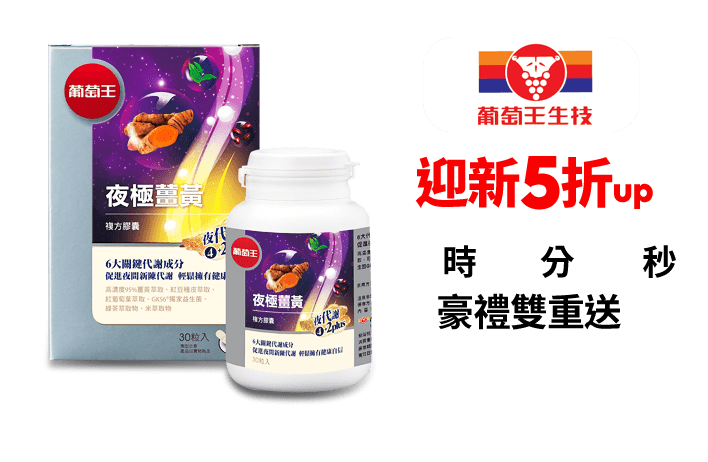 葡萄王
夜極薑黃
複方膠囊
夜代
6大關鍵代謝成分
促進夜間新陳代謝 輕鬆擁有健康
高濃度95%薑黃萃取、紅豆種皮萃取、
紅葡萄葉萃取、GKS6®獨家益生菌、
綠茶萃取物、米萃取物
30粒入
葡萄王
夜極薑黃
複方膠囊
夜代謝
4+2plus
6大關鍵代謝成分
促進夜間新陳代謝 輕鬆擁有健康自信
30粒入
葡萄王生技
迎新5折up
時 分 秒
豪禮雙重送